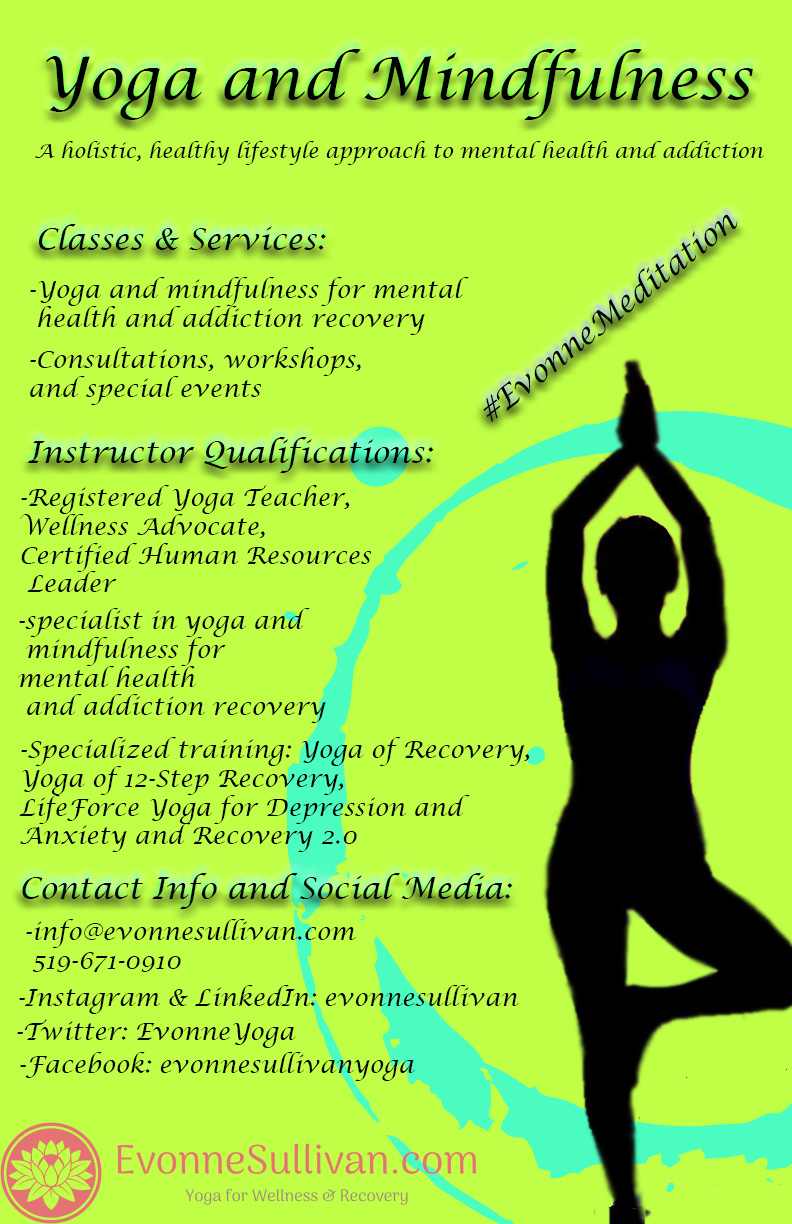 Yoga and Mindfulness
A holistic, healthy lifestyle approach to mental health and addiction
Classes & Services:
-Yoga and mindfulness for mental
health and addiction recovery
-Consultations, workshops,
and special events
#EvonneMeditation
Instructor Qualifications:
-Registered Yoga Teacher,
Wellness Advocate,
Certified Human Resources
Leader
-specialist in yoga and
mindfulness for
mental health
and addiction recovery
-Specialized training: Yoga of Recovery,
Yoga of 12-Step Recovery,
LifeForce Yoga for Depression and
Anxiety and Recovery 2.0
Contact Info and Social Media:
-info@evonnesullivan.com
519-671-0910
-Instagram & LinkedIn: evonnesullivan
-Twitter: EvonneYoga
-Facebook: evonnesullivanyoga
EvonneSullivan.com
Yoga for Wellness & Recovery